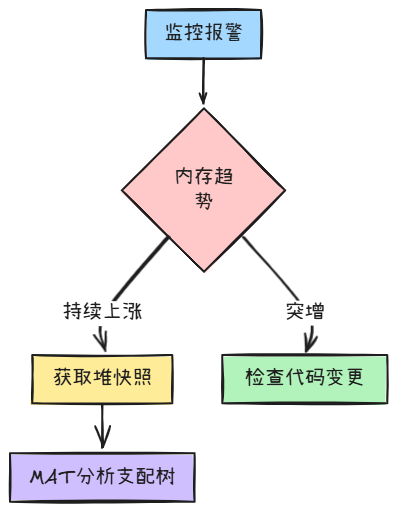 监控报警
内存趋
势
持续上涨
突增
获取堆快照
检查代码变更
MAT分析支配树